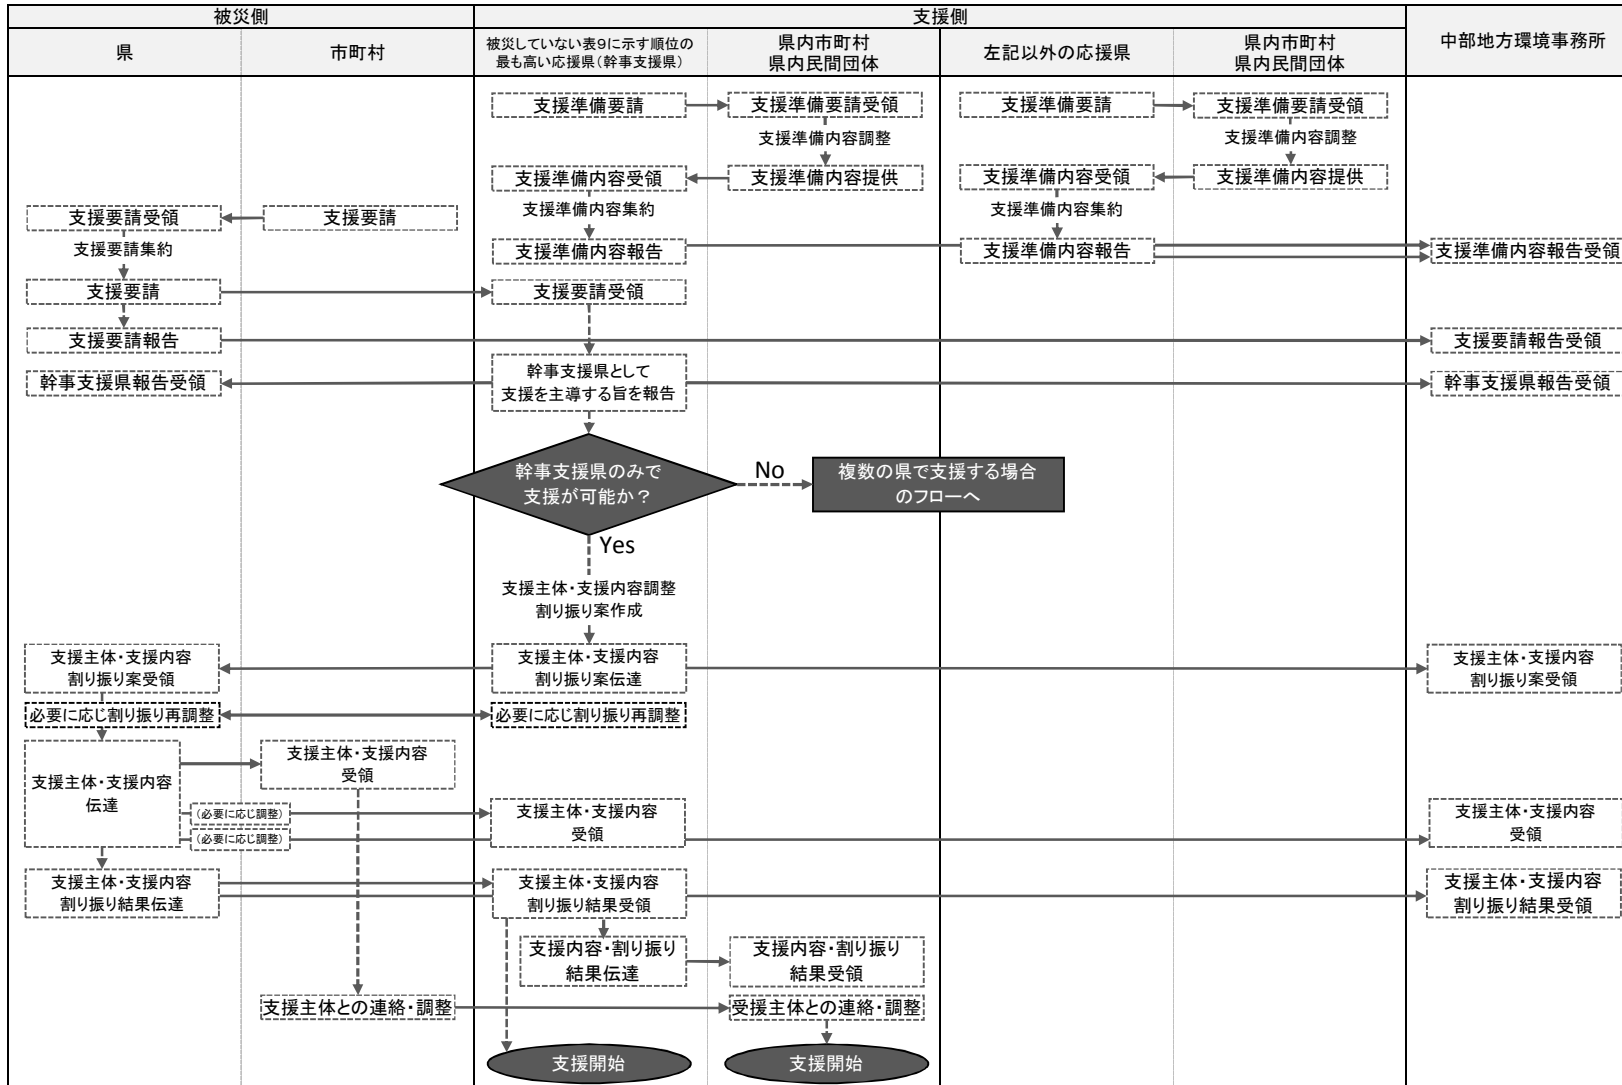 被災側
支援側
中部地方環境事務所
県
市町村
被災していない表9に示す順位の
最も高い応援県(幹事支援県)
県内市町村
県内民間団体
左記以外の応援県
県内市町村
県内民間団体
支援準備要請
支援準備要請受領
支援準備要請
支援準備要請受領
支援準備内容調整
支援準備内容調整
支援準備内容受領
支援準備内容提供
支援準備内容受領
支援準備内容提供
支援要請受領
支援要請
支援準備内容集約
支援準備内容集約
支援要請集約
支援準備内容報告
支援準備内容報告
支援準備内容報告受領
支援要請
支援要請受領
支援要請報告
支援要請報告受領
幹事支援県報告受領
幹事支援県として
支援を主導する旨を報告
幹事支援県報告受領
幹事支援県のみで
支援が可能か?
No
複数の県で支援する場合
のフローへ
Yes
支援主体・支援内容調整
割り振り案作成
支援主体・支援内容
割り振り案受領
支援主体・支援内容
割り振り案伝達
支援主体・支援内容
割り振り案受領
必要に応じ割り振り再調整
必要に応じ割り振り再調整
支援主体・支援内容
伝達
支援主体・支援内容
受領
(必要に応じ調整)
(必要に応じ調整)
支援主体・支援内容
受領
支援主体・支援内容
受領
支援主体・支援内容
割り振り結果伝達
支援主体・支援内容
割り振り結果受領
支援主体・支援内容
割り振り結果受領
支援内容・割り振り
結果伝達
支援内容・割り振り
結果受領
支援主体との連絡・調整
受援主体との連絡・調整
支援開始
支援開始